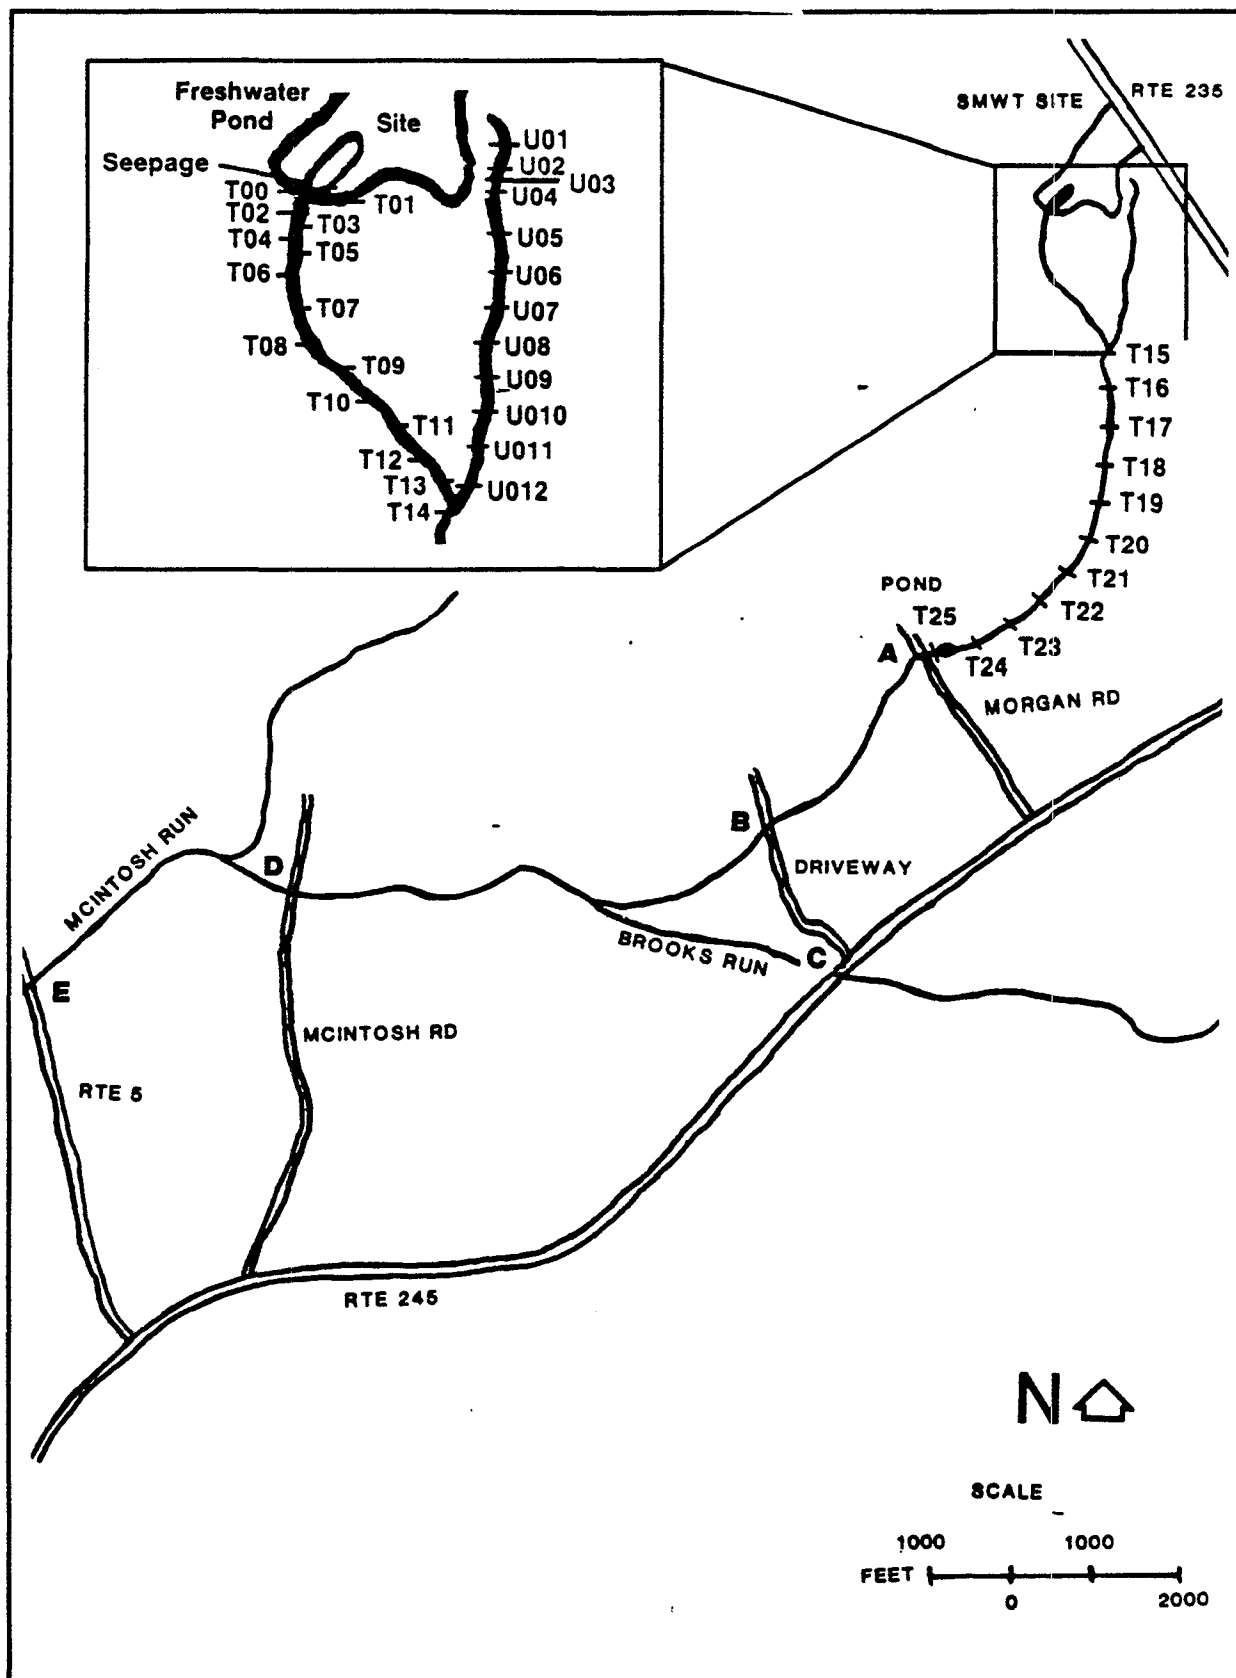 Freshwater
Pond
Site
Seepage
U01
U02
U03
T00
U04
T01
T02
T03
T04
U05
T05
T06
U06
T07
U07
T08
U08
T09
U09
T10
U010
T11
U011
T12
T13
U012
T14
SMWT SITE
RTE 235
T15
T16
T17
T18
T19
T20
T21
POND
T22
T25
T23
A
T24
MORGAN RD
B
MCINTOSH RUN
D
DRIVEWAY
BROOKS RUN
C
E
MCINTOSH RD
RTE 5
RTE 245
N
SCALE
1000 1000
FEET
0 2000